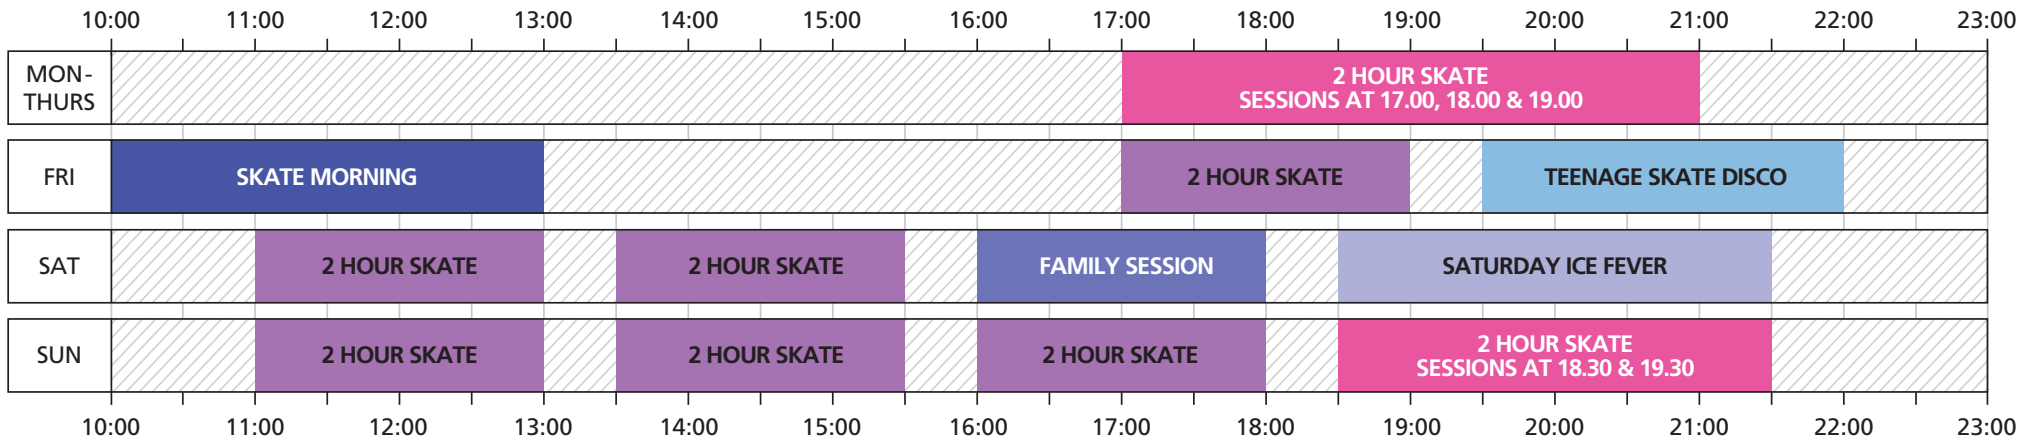 10:00 11:00 12:00 13:00 14:00 15:00 16:00 17:00 18:00 19:00 20:00 21:00 22:00 23:00
MON-
THURS
2 HOUR SKATE
SESSIONS AT 17.00, 18.00 & 19.00
FRI
SKATE MORNING
2 HOUR SKATE
TEENAGE SKATE DISCO
SAT
2 HOUR SKATE
2 HOUR SKATE
FAMILY SESSION
SATURDAY ICE FEVER
SUN
2 HOUR SKATE
2 HOUR SKATE
2 HOUR SKATE
2 HOUR SKATE
SESSIONS AT 18.30 & 19.30
10:00 11:00 12:00 13:00 14:00 15:00 16:00 17:00 18:00 19:00 20:00 21:00 22:00 23:00